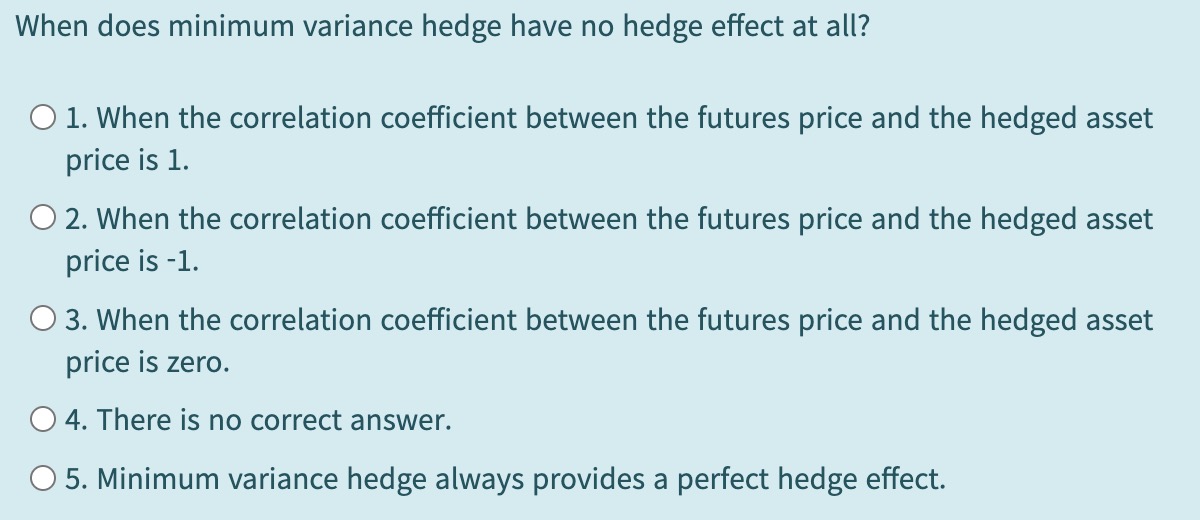 When does minimum variance hedge have no hedge effect at all?
1. When the correlation coefficient between the futures price and the hedged asset
price is 1.
2. When the correlation coefficient between the futures price and the hedged asset
price is -1.
3. When the correlation coefficient between the futures price and the hedged asset
price is zero.
4. There is no correct answer.
5. Minimum variance hedge always provides a perfect hedge effect.